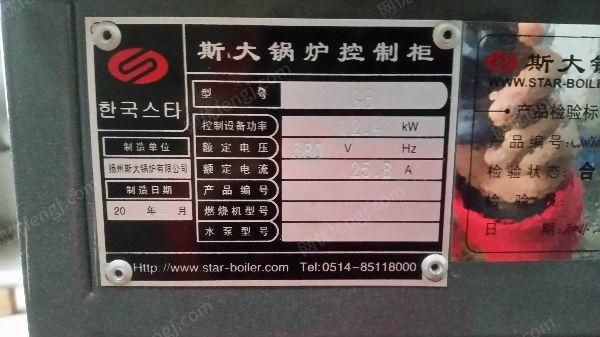 斯大锅炉控制柜
한국스타
制造单位
扬州斯大锅炉有限公司
制造日期
20 年 月
型号
控制设备功率 kW
额定电压 380 V Hz
额定电流 25.8 A
产品编号
燃烧机型号
水泵型号
Http://www.star-boiler.com Tel:0514-85118000
斯大锅
WWW.STAR-BOILER
产品检验标
产品编号:
检验状态: 合
检验员:
日期: